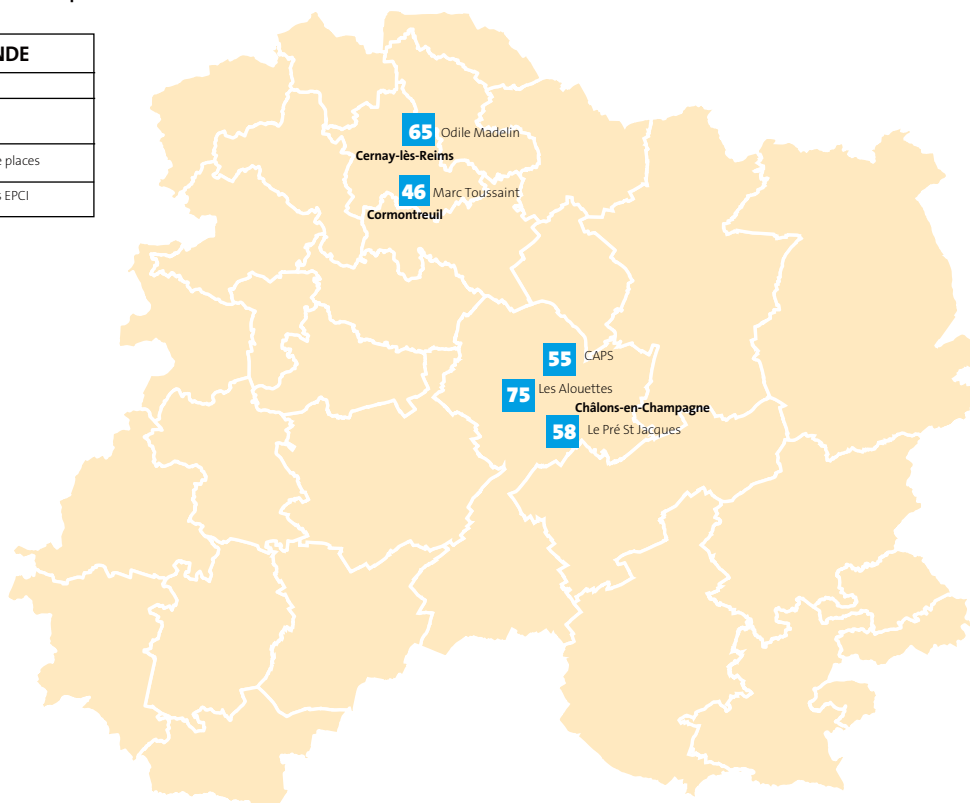 NDE
places
EPCI
65 Odile Madelin
Cernay-lès-Reims
46 Marc Toussaint
Cormontreuil
55 CAPS
75 Les Alouettes
Châlons-en-Champagne
58 Le Pré St Jacques